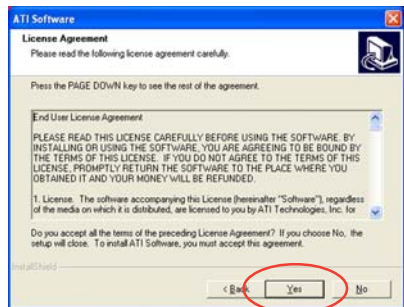 ATI Software
License Agreement
Please read the following license agreement carefully.
Press the PAGE DOWN key to see the rest of the agreement.
End User License Agreement
PLEASE READ THIS LICENSE CAREFULLY BEFORE USING THE SOFTWARE. BY
INSTALLING OR USING THE SOFTWARE, YOU ARE AGREEING TO BE BOUND BY
THE TERMS OF THIS LICENSE. IF YOU DO NOT AGREE TO THE TERMS OF THIS
LICENSE, PROMPTLY RETURN THE SOFTWARE TO THE PLACE WHERE YOU
OBTAINED IT AND YOUR MONEY WILL BE REFUNDED.
1. License. The software accompanying this License (hereinafter "Software"), regardless
of the media on which it is distributed, are licensed to you by ATI Technologies, Inc. for
Do you accept all the terms of the preceding License Agreement? If you choose No, the
setup will close. To install ATI Software, you must accept this agreement.
InstallShield
< Back Yes No